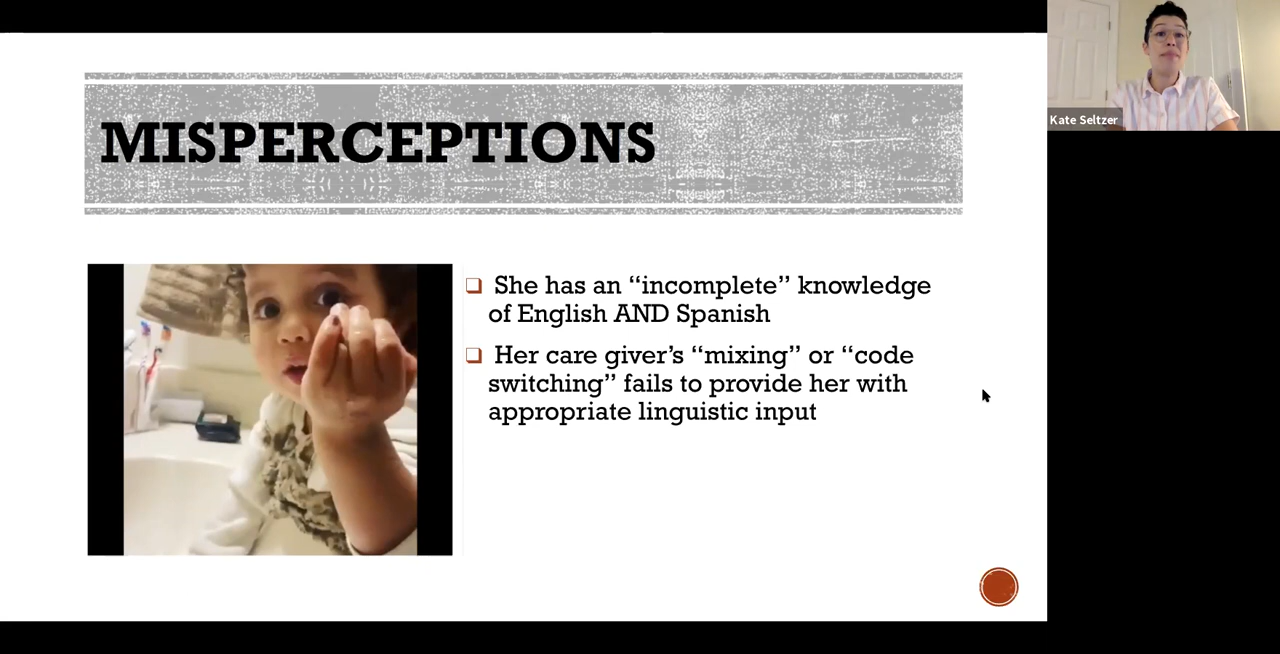 MISPERCEPTIONS
She has an “incomplete” knowledge
of English AND Spanish
Her care giver’s “mixing” or “code
switching” fails to provide her with
appropriate linguistic input
Kate Seltzer